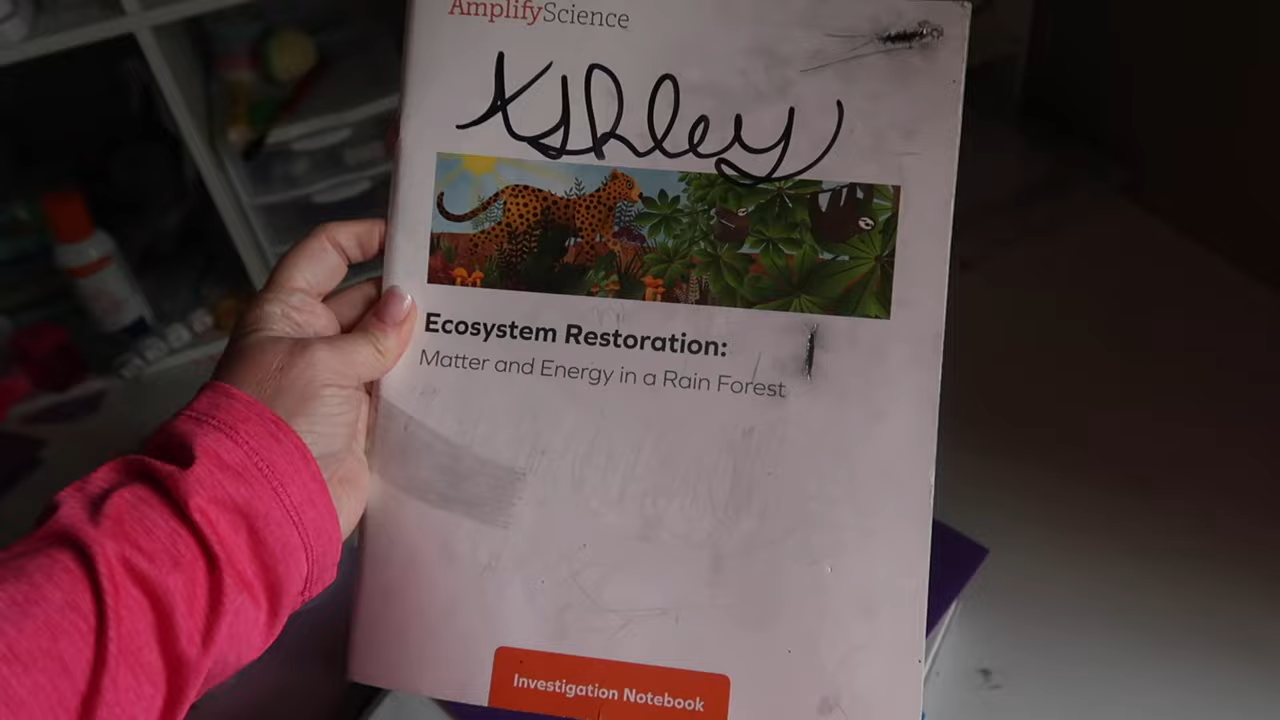 AmplifyScience
Ashley
Ecosystem Restoration:
Matter and Energy in a Rain Forest
Investigation Notebook